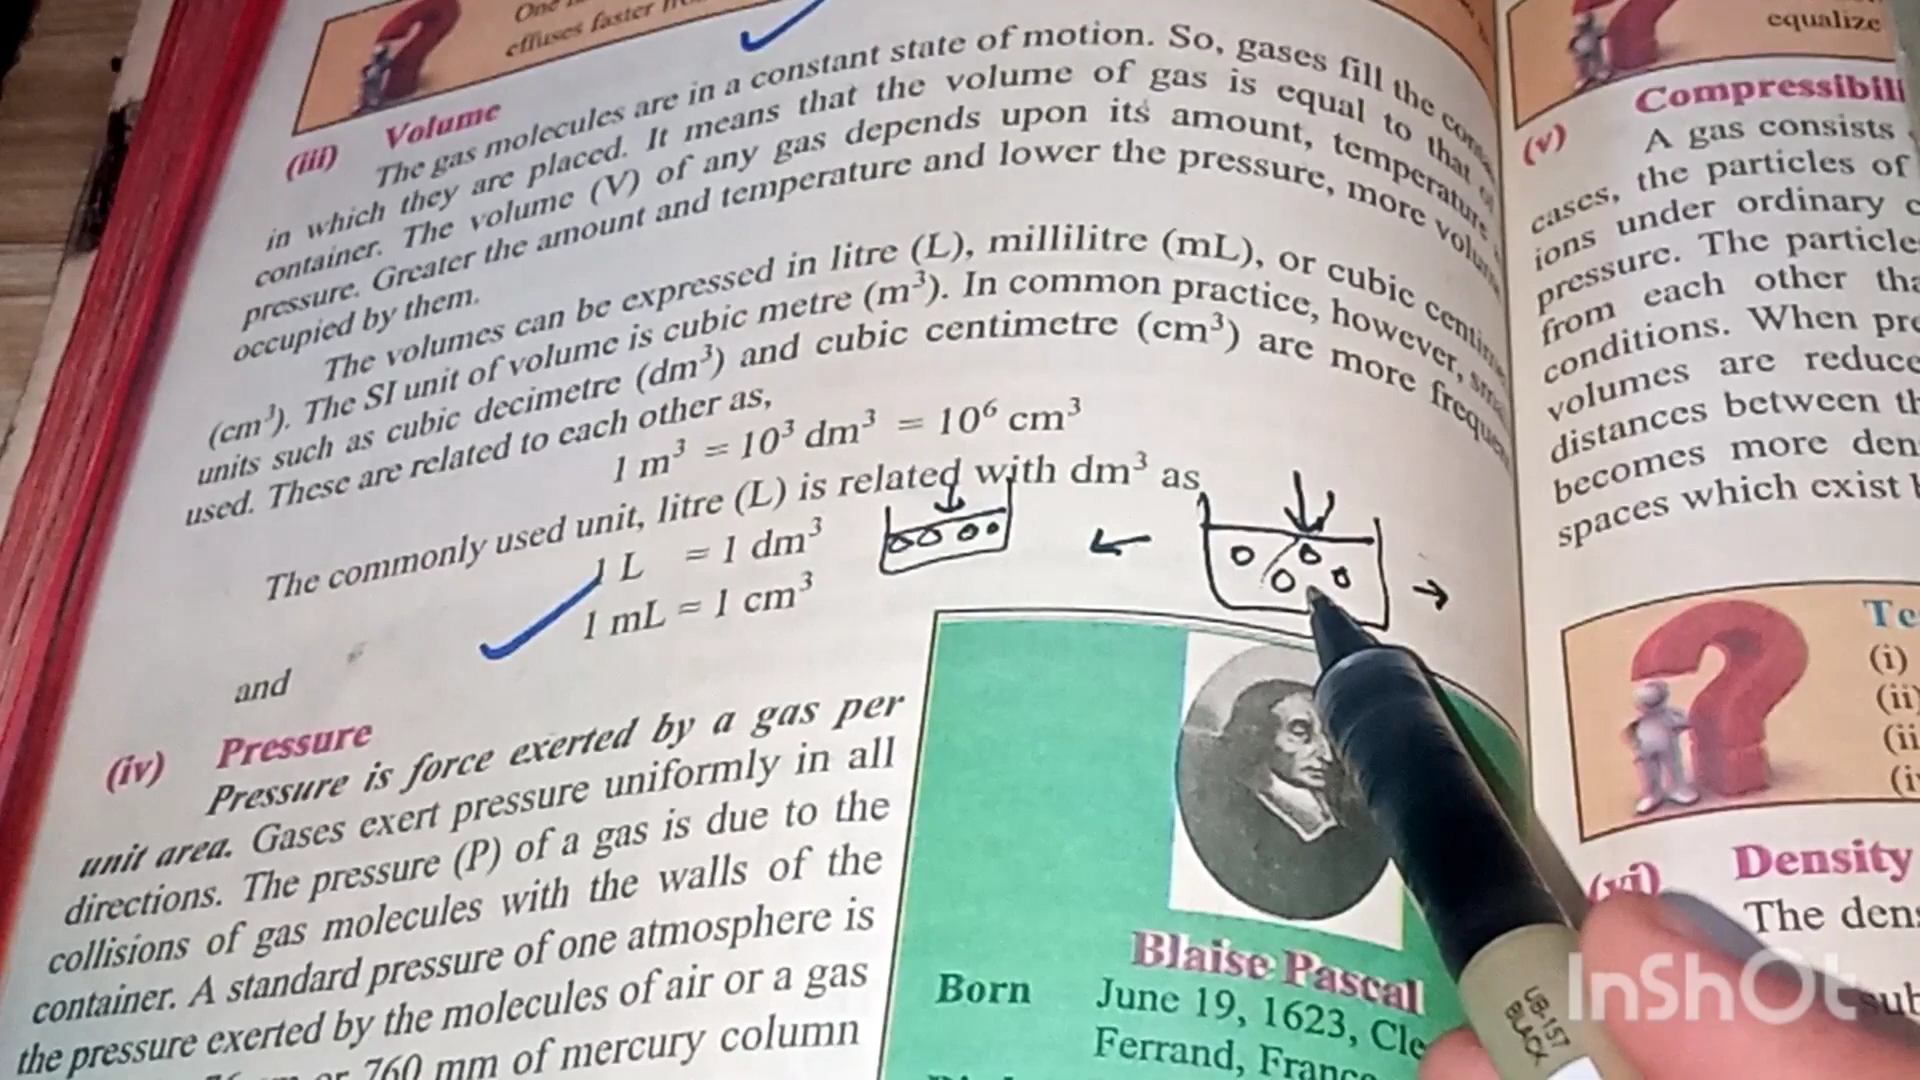 One
effuses faster
(iii) Volume
The gas molecules are in a constant state of motion. So, gases fill the
in which they are placed. It means that the volume of gas is equal to that of
container. The volume (V) of any gas depends upon its amount, temperature
pressure. Greater the amount and temperature and lower the pressure, more volume
occupied by them.
The volumes can be expressed in litre (L), millilitre (mL), or cubic
(cm³). The SI unit of volume is cubic metre (m³). In common practice, however,
units such as cubic decimetre (dm³) and cubic centimetre (cm³) are more
used. These are related to each other as,
1 m³ = 10³ dm³ = 10⁶ cm³
The commonly used unit, litre (L) is related with dm³ as
1 L = 1 dm³
and 1 mL = 1 cm³
(iv) Pressure
Pressure is force exerted by a gas per
unit area. Gases exert pressure uniformly in all
directions. The pressure (P) of a gas is due to the
collisions of gas molecules with the walls of the
container. A standard pressure of one atmosphere is
the pressure exerted by the molecules of air or a gas
or 760 mm of mercury column
Blaise Pascal
Born June 19, 1623,
Ferrand,
equalize
(v) Compressibili
A gas consists
cases, the particles of
ions under ordinary
pressure. The
from each other
conditions. When
volumes are
distances between
becomes more
spaces which exist
(i)
(ii)
(vi) Density
The
UB-157
BLACK
InShOt